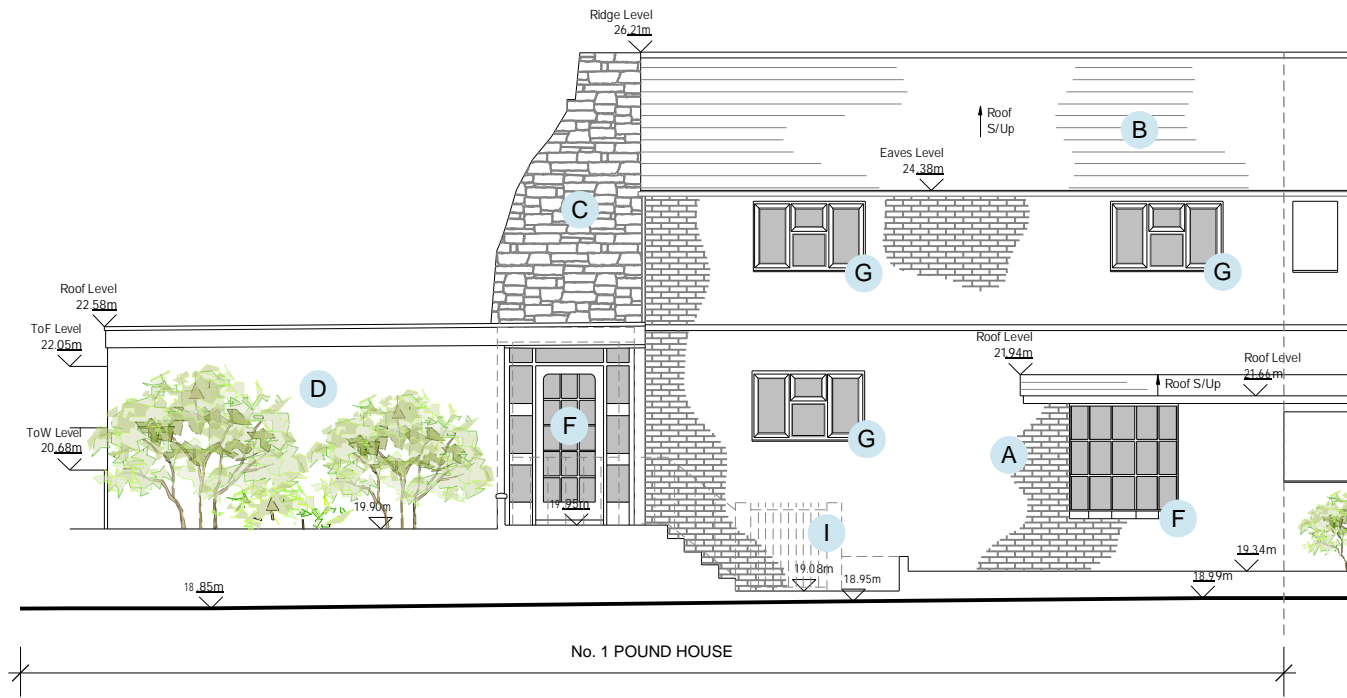 Ridge Level
26.21m
Roof
S/Up
B
Eaves Level
24.38m
C
G
G
Roof Level
22.58m
ToF Level
22.05m
Roof Level
21.94m
Roof Level
21.66m
Roof S/Up
D
F
G
ToW Level
20.68m
A
F
19.90m
19.95m
I
19.08m
18.95m
19.34m
18.99m
18.85m
No. 1 POUND HOUSE